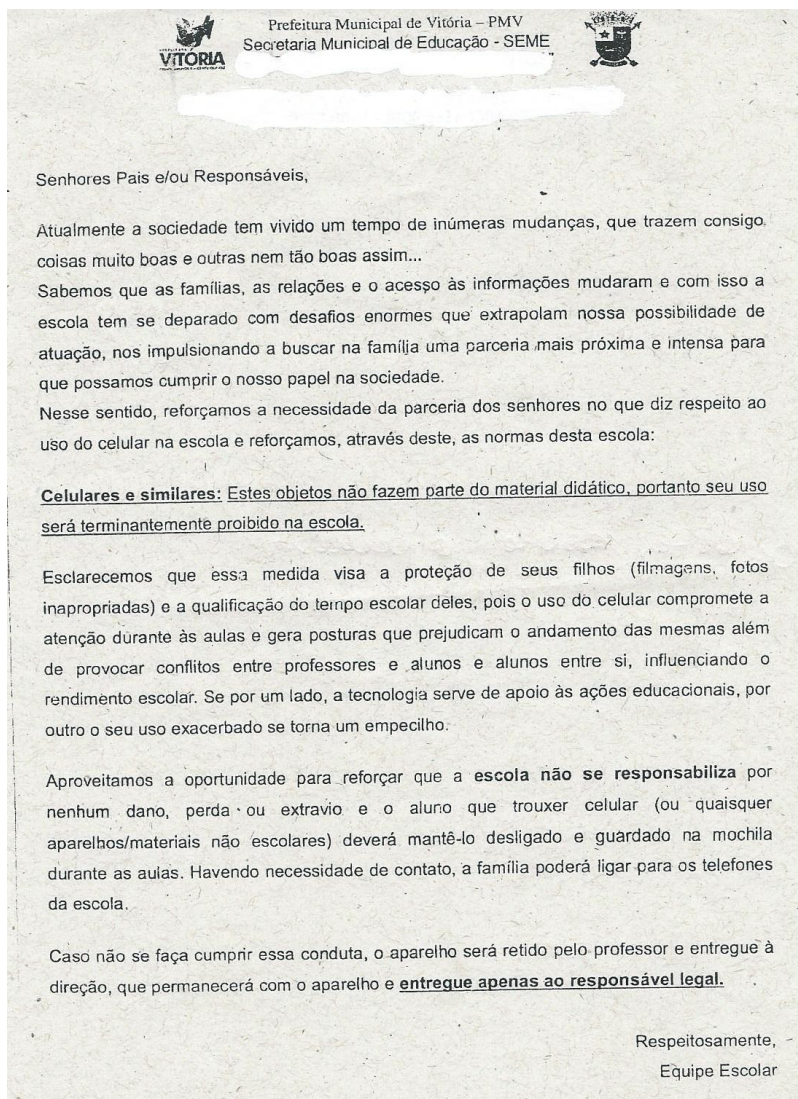 Prefeitura Municipal de Vitória – PMV
Secretaria Municipal de Educação - SEME
VITÓRIA
Senhores Pais e/ou Responsáveis,
Atualmente a sociedade tem vivido um tempo de inúmeras mudanças, que trazem consigo
coisas muito boas e outras nem tão boas assim...
Sabemos que as famílias, as relações e o acesso às informações mudaram e com isso a
escola tem se deparado com desafios enormes que extrapolam nossa possibilidade de
atuação, nos impulsionando a buscar na família uma parceria mais próxima e intensa para
que possamos cumprir o nosso papel na sociedade.
Nesse sentido, reforçamos a necessidade da parceria dos senhores no que diz respeito ao
uso do celular na escola e reforçamos, através deste, as normas desta escola:
Celulares e similares: Estes objetos não fazem parte do material didático, portanto seu uso
será terminantemente proibido na escola.
Esclarecemos que essa medida visa a proteção de seus filhos (filmagens, fotos
inapropriadas) e a qualificação do tempo escolar deles, pois o uso do celular compromete a
atenção durante às aulas e gera posturas que prejudicam o andamento das mesmas além
de provocar conflitos entre professores e alunos e alunos entre si, influenciando o
rendimento escolar. Se por um lado, a tecnologia serve de apoio às ações educacionais, por
outro o seu uso exacerbado se torna um empecilho.
Aproveitamos a oportunidade para reforçar que a escola não se responsabiliza por
nenhum dano, perda ou extravio e o aluno que trouxer celular (ou quaisquer
aparelhos/materiais não escolares) deverá mantê-lo desligado e guardado na mochila
durante as aulas. Havendo necessidade de contato, a família poderá ligar para os telefones
da escola.
Caso não se faça cumprir essa conduta, o aparelho será retido pelo professor e entregue à
direção, que permanecerá com o aparelho e entregue apenas ao responsável legal.
Respeitosamente,
Equipe Escolar